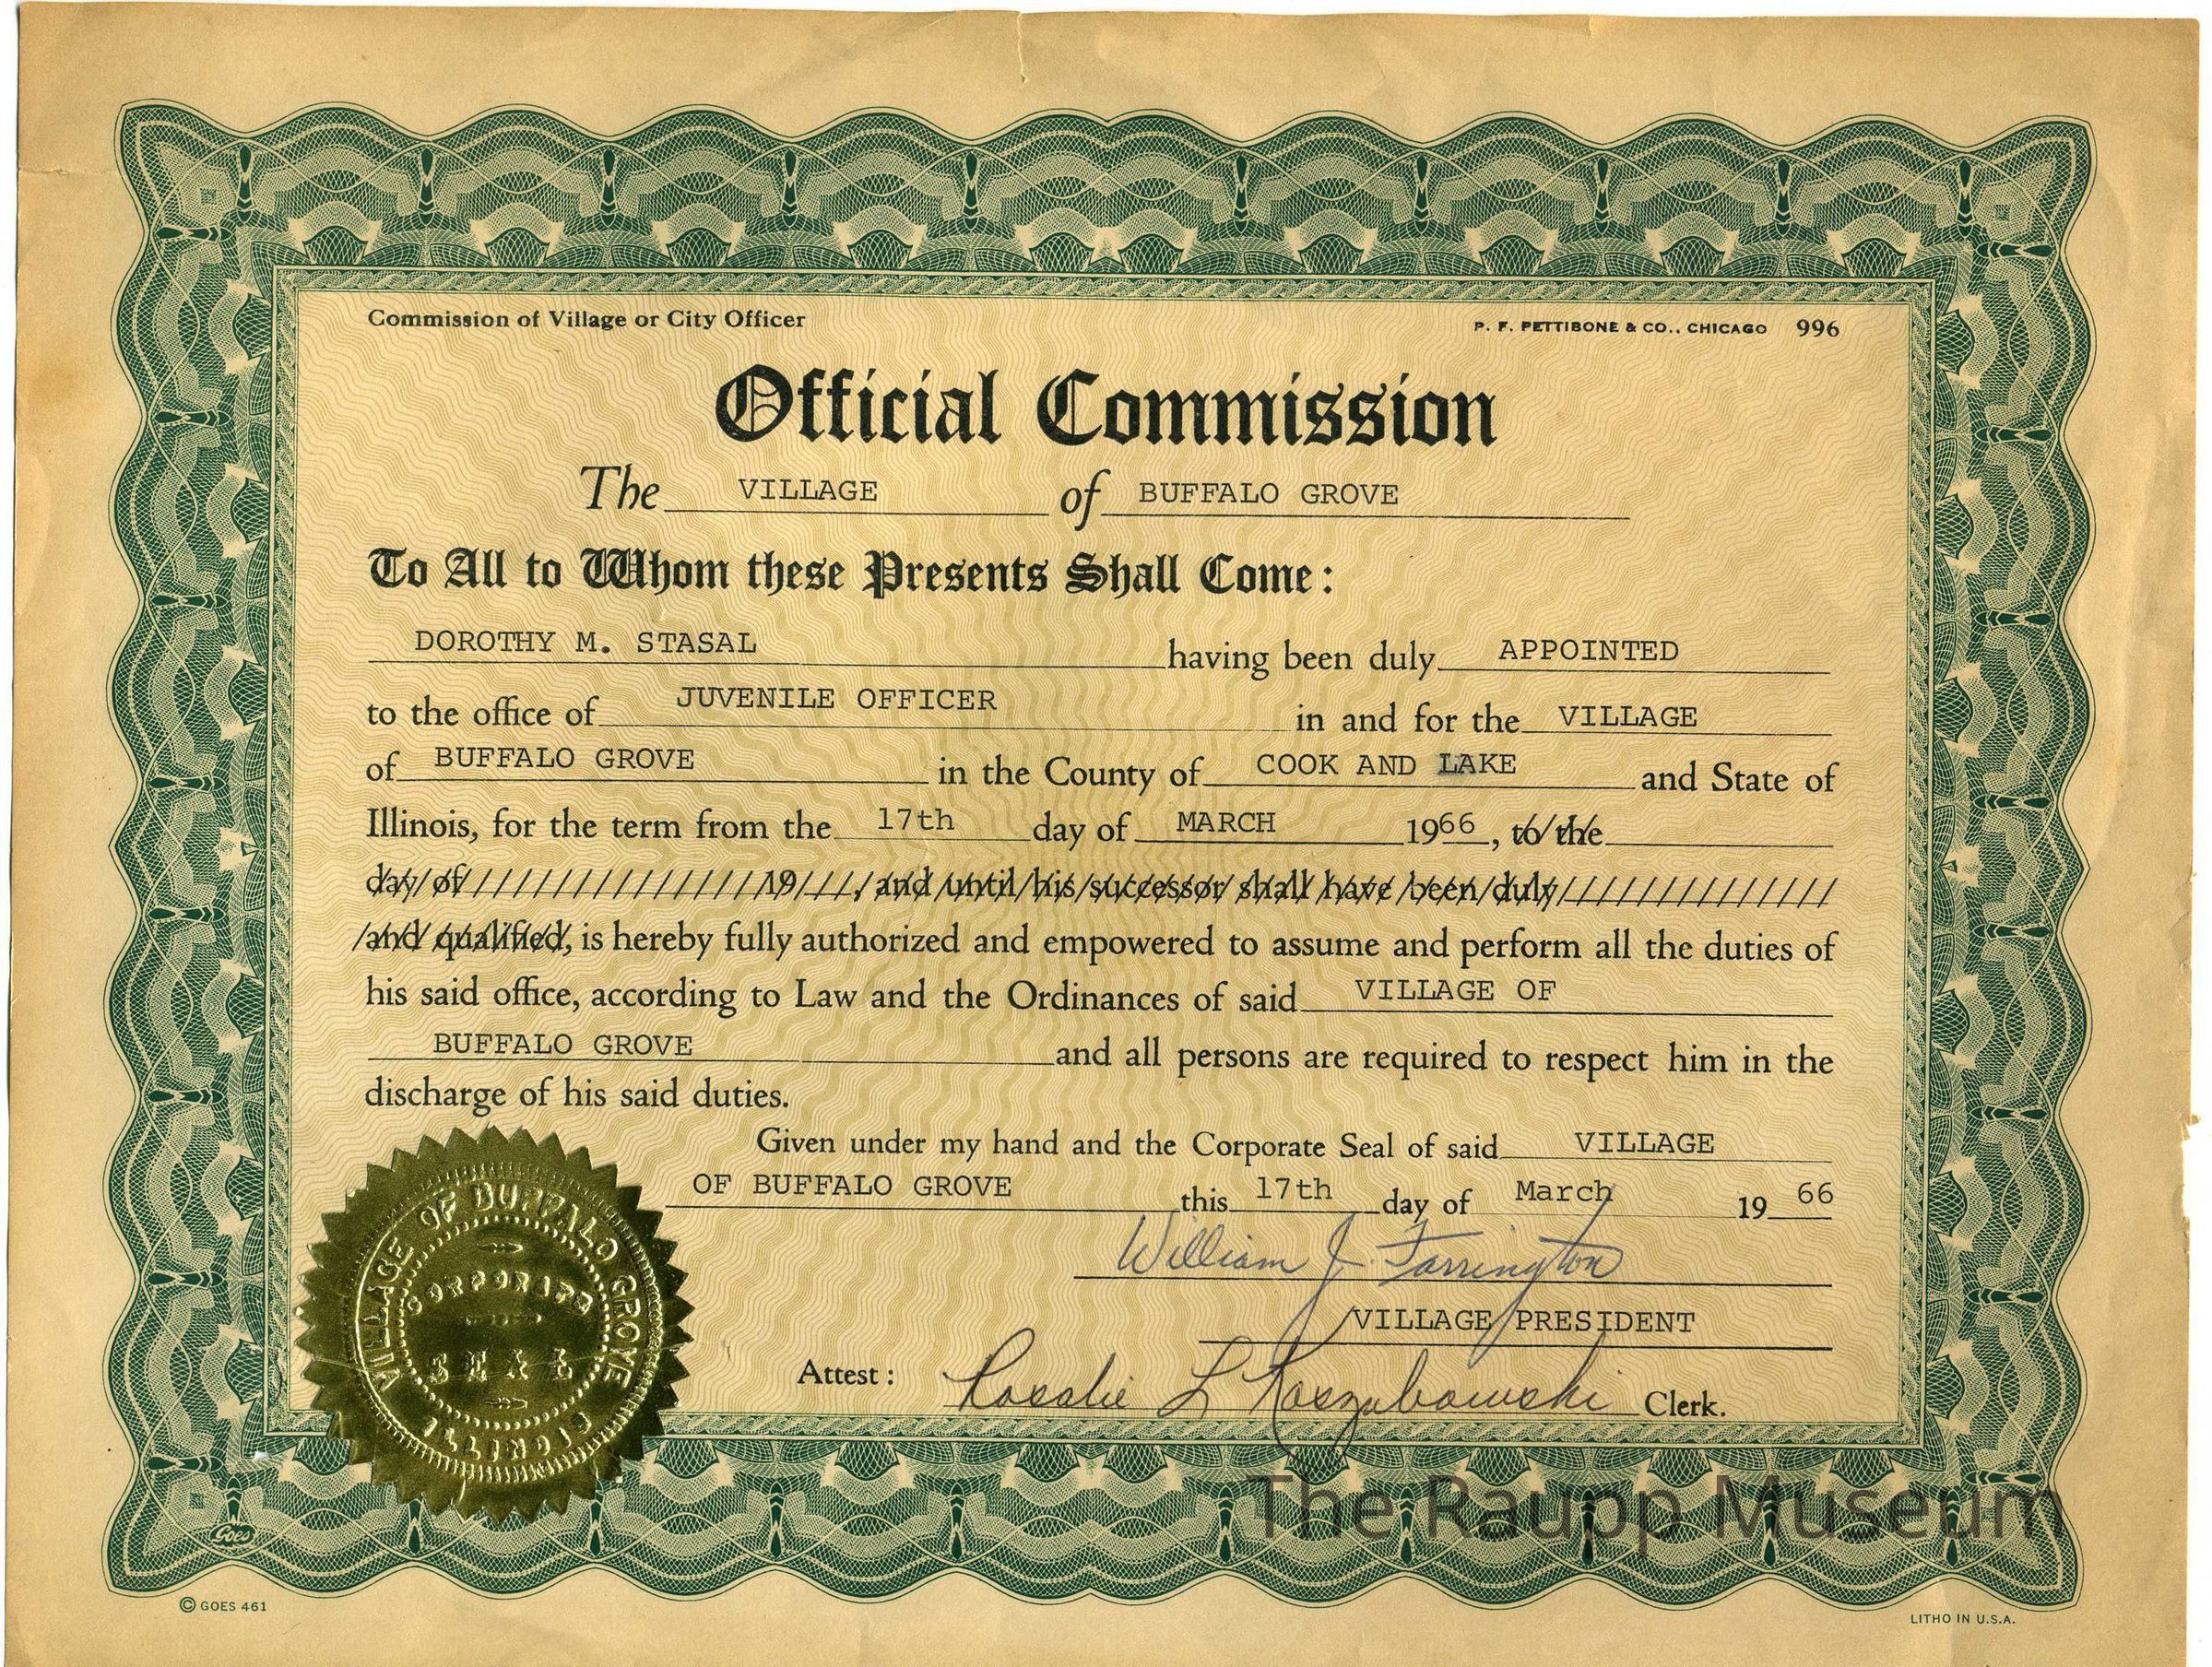 Commission of Village or City Officer
P. F. PETTIBONE & CO., CHICAGO 996
Official Commission
The VILLAGE of BUFFALO GROVE
To All to Whom these Presents Shall Come:
DOROTHY M. STASAL having been duly APPOINTED
to the office of JUVENILE OFFICER in and for the VILLAGE
of BUFFALO GROVE in the County of COOK AND LAKE and State of
Illinois, for the term from the 17th day of MARCH 1966, to the
day of 19 , and until his successor shall have been duly
and qualified, is hereby fully authorized and empowered to assume and perform all the duties of
his said office, according to Law and the Ordinances of said VILLAGE OF
BUFFALO GROVE and all persons are required to respect him in the
discharge of his said duties.
Given under my hand and the Corporate Seal of said VILLAGE
OF BUFFALO GROVE this 17th day of March 19 66
William J. Farrington
VILLAGE PRESIDENT
Attest: Rosalie L Kaszubowski Clerk.
VILLAGE OF BUFFALO GROVE
CORPORATE
SEAL
ILLINOIS
The Raupp Museum
Goes
© GOES 461
LITHO IN U.S.A.